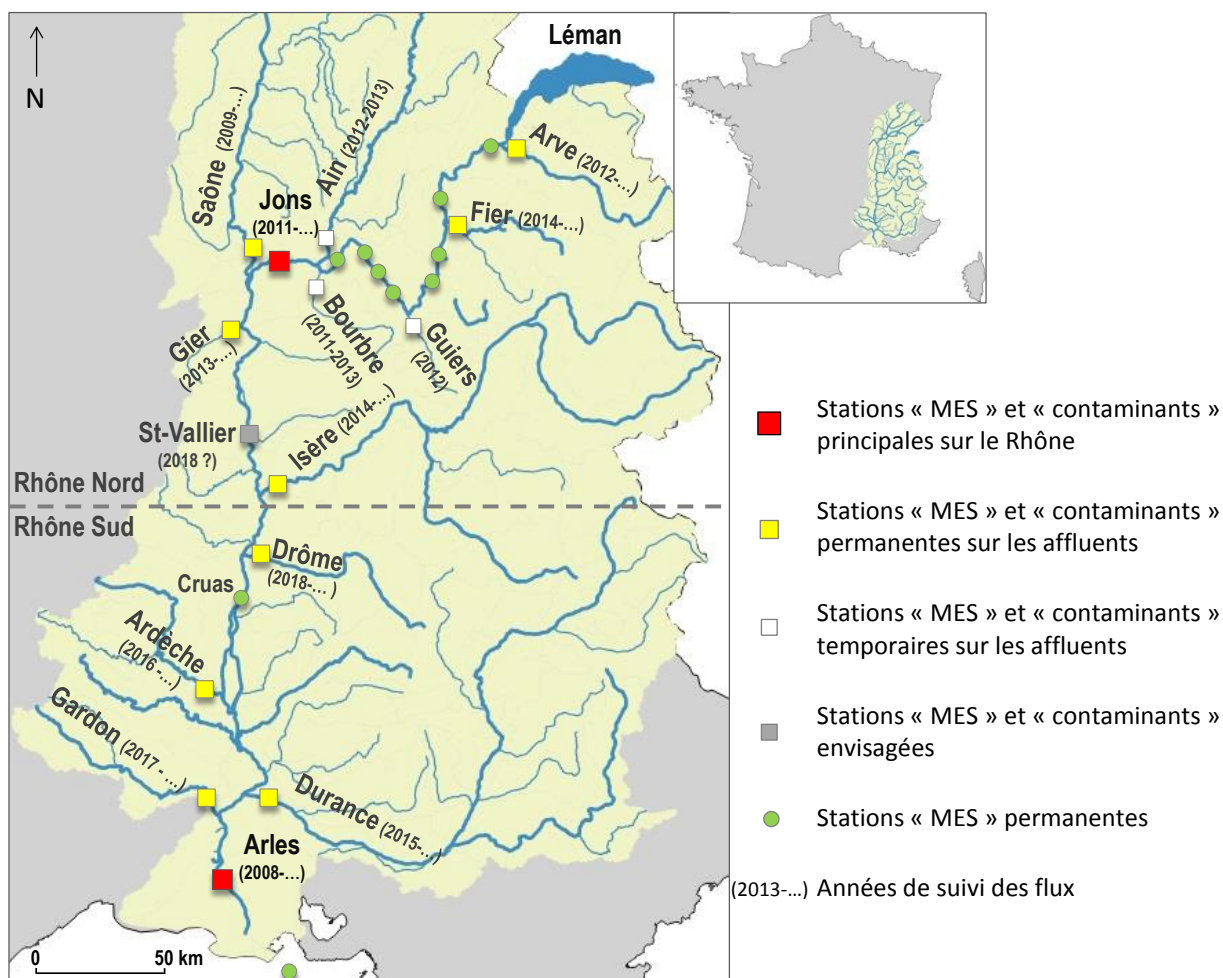 Léman
N
Saône (2009-...)
Ain (2012-2013)
Arve (2012-...)
Jons
(2011-...)
Fier (2014-...)
Gier
(2013-...)
Bourbre
(2011-2013)
Guiers
(2012)
St-Vallier
(2018 ?)
Isère (2014-...)
Rhône Nord
Rhône Sud
Drôme
(2018-... )
Cruas
Ardèche
(2016 -...)
Gardon (2017 - ...)
Durance (2015-...)
Arles
(2008-...)
0 50 km
Stations « MES » et « contaminants »
principales sur le Rhône
Stations « MES » et « contaminants »
permanentes sur les affluents
Stations « MES » et « contaminants »
temporaires sur les affluents
Stations « MES » et « contaminants »
envisagées
Stations « MES » permanentes
(2013-...) Années de suivi des flux